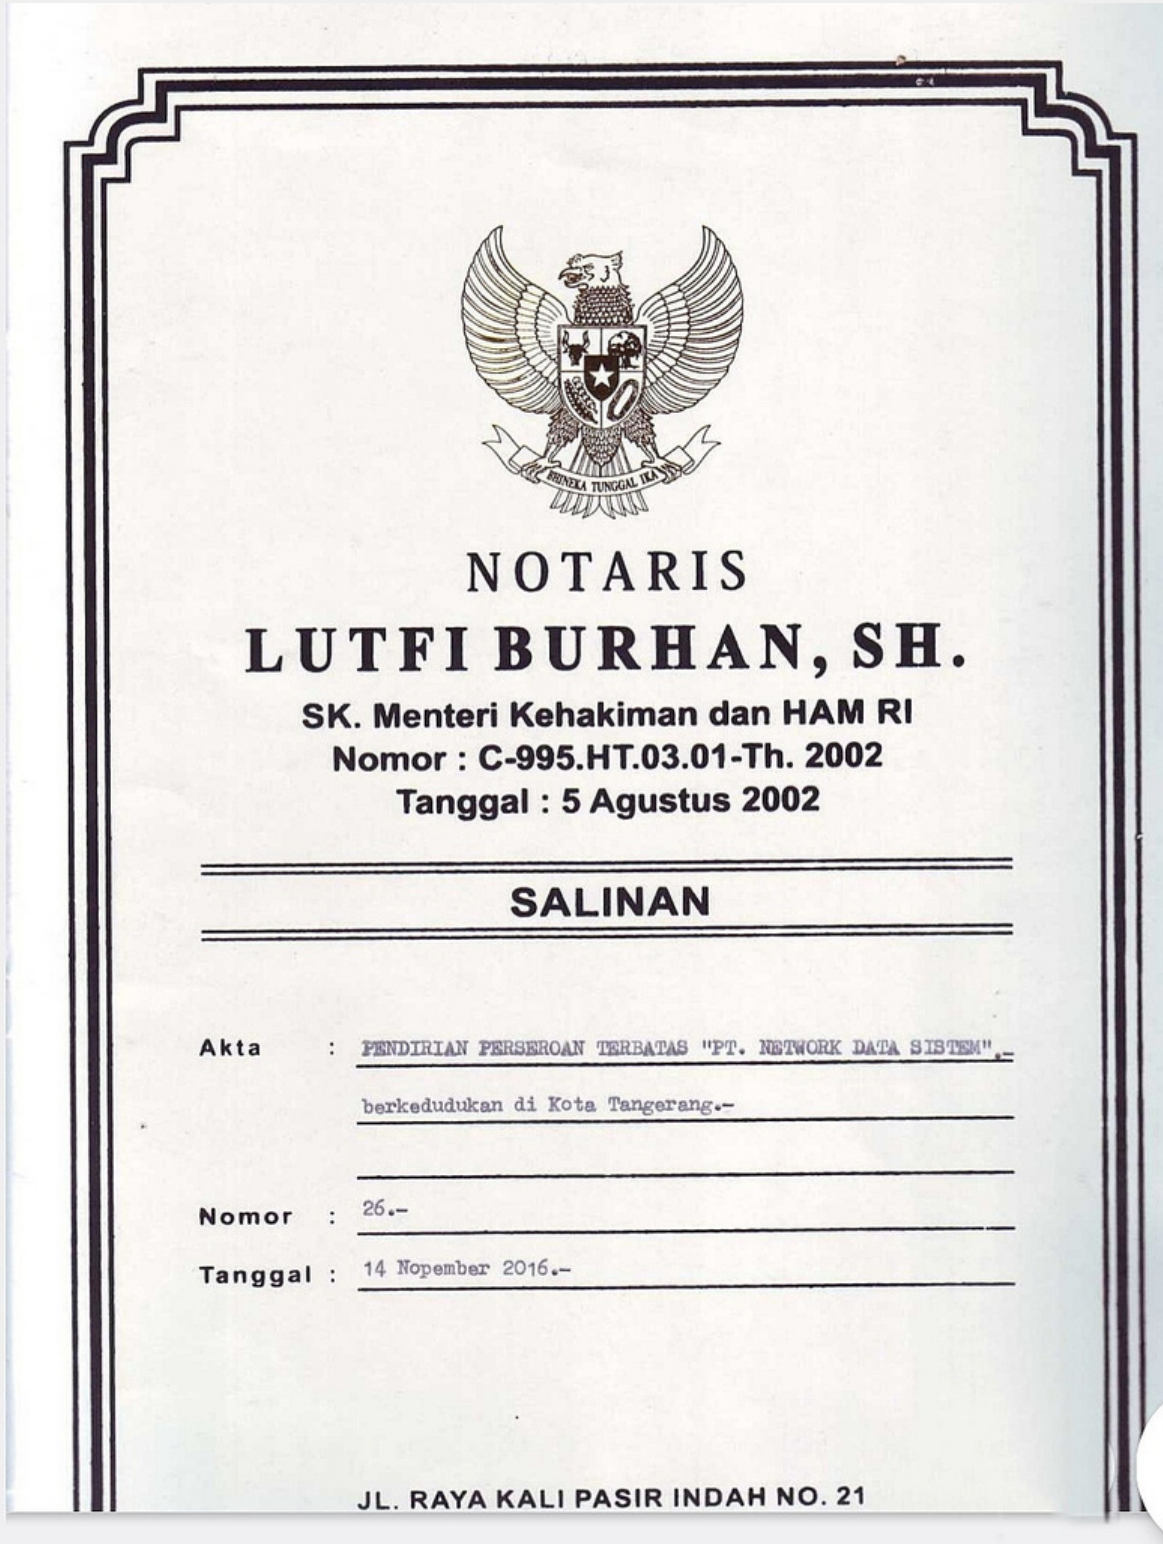 BHINEKA TUNGGAL IKA
NOTARIS
LUTFI BURHAN, SH.
SK. Menteri Kehakiman dan HAM RI
Nomor : C-995.HT.03.01-Th. 2002
Tanggal : 5 Agustus 2002
SALINAN
Akta : PENDIRIAN PERSEROAN TERBATAS "PT. NETWORK DATA SISTEM".-
berkedudukan di Kota Tangerang.-
Nomor : 26.-
Tanggal : 14 Nopember 2016.-
JL. RAYA KALI PASIR INDAH NO. 21